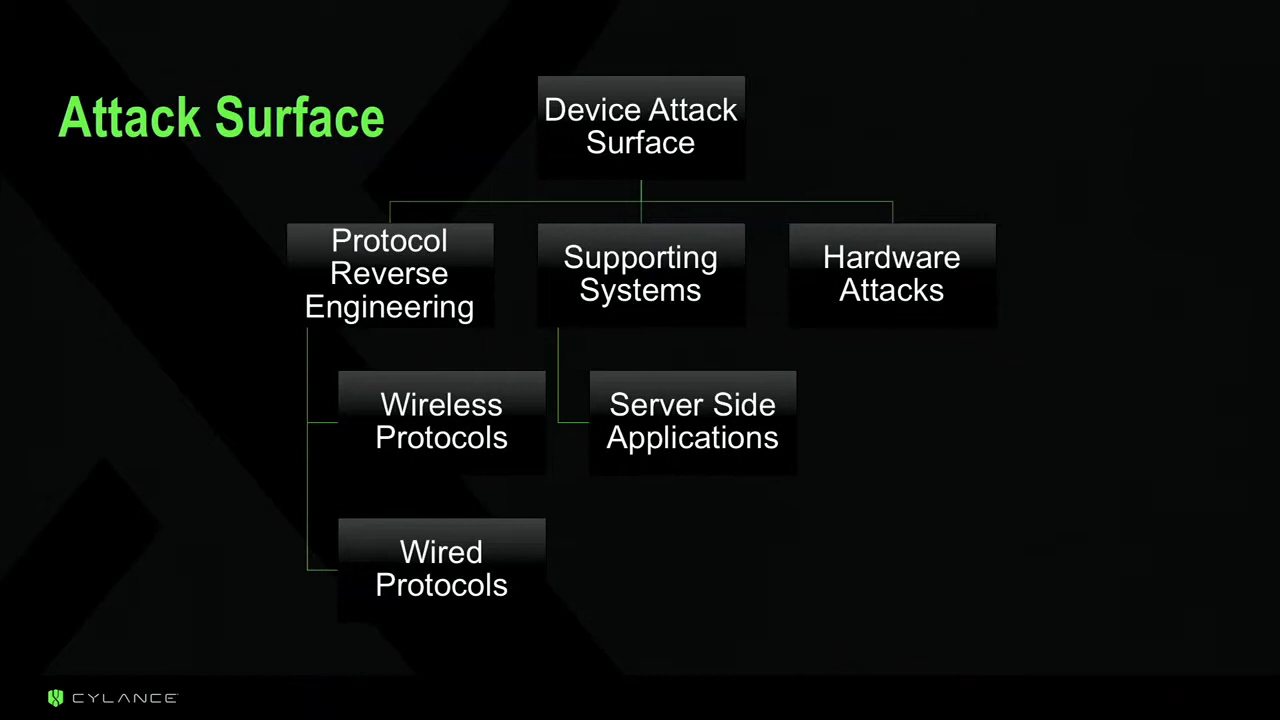 Attack Surface
Device Attack
Surface
Protocol
Reverse
Engineering
Supporting
Systems
Hardware
Attacks
Wireless
Protocols
Server Side
Applications
Wired
Protocols
CYLANCE